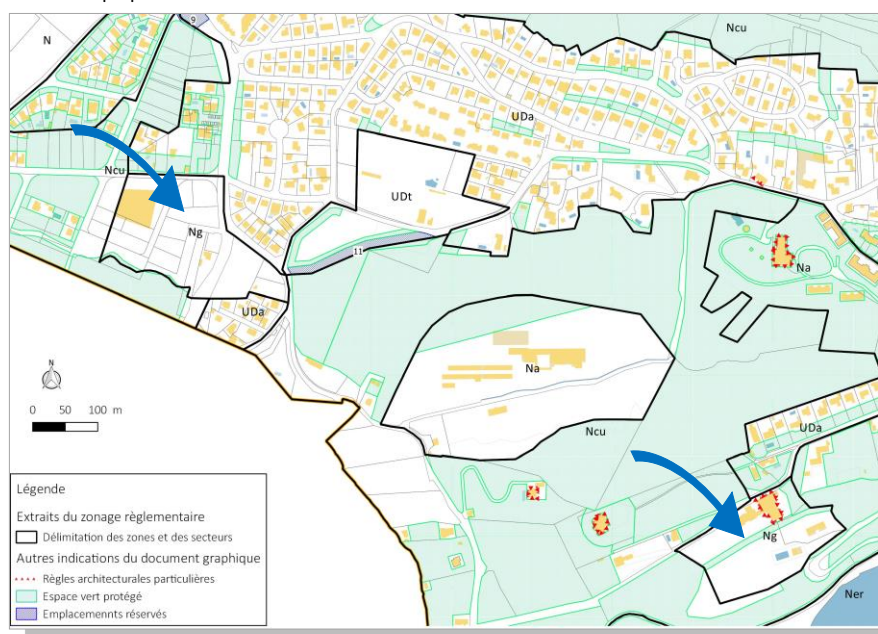 9
N
Ncu
UDa
Ncu
UDt
Ng
11
Na
UDa
Na
N
0 50 100 m
Ncu
UDa
Ng
Ner
Légende
Extraits du zonage règlementaire
Délimitation des zones et des secteurs
Autres indications du document graphique
Règles architecturales particulières
Espace vert protégé
Emplacemennts réservés